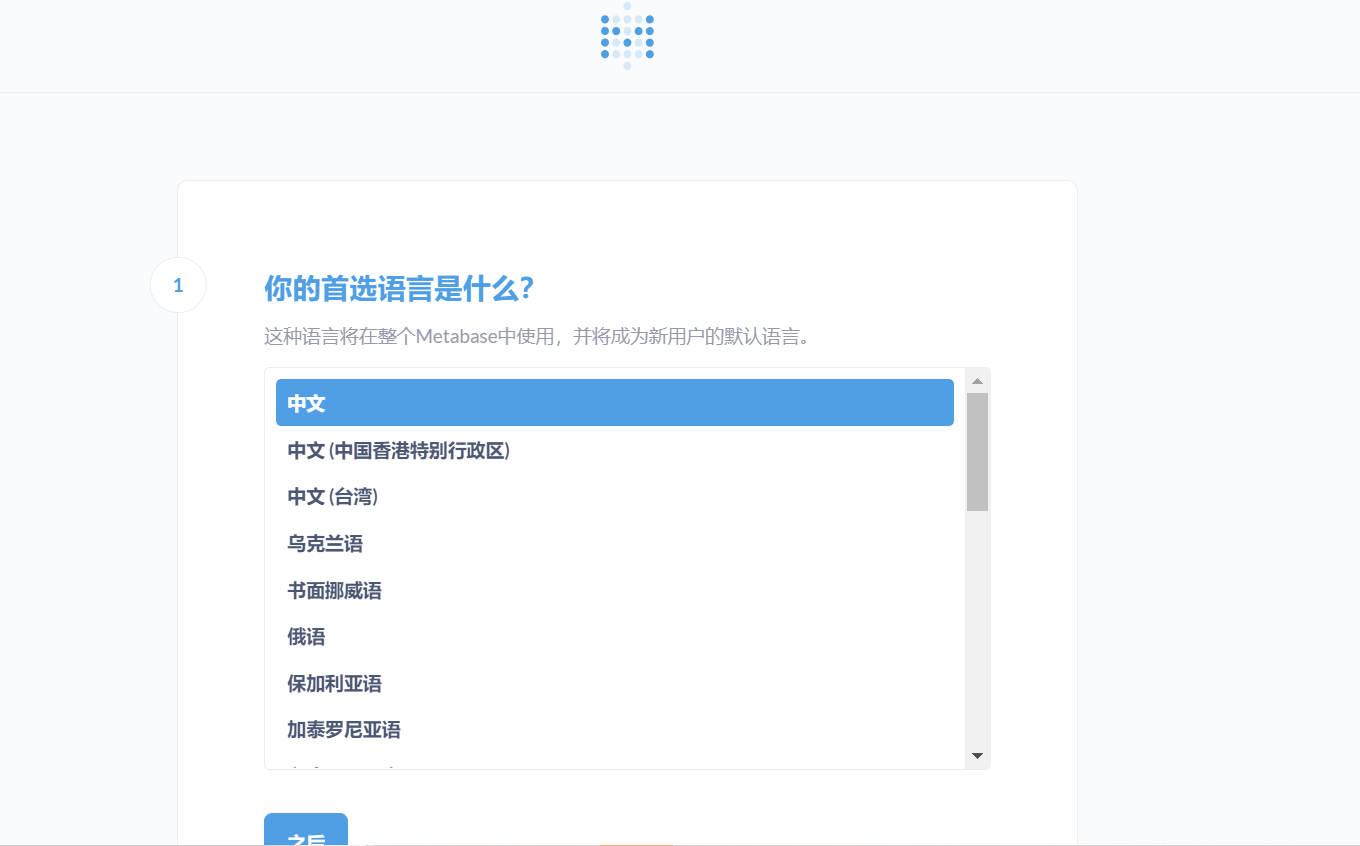 1
你的首选语言是什么？
这种语言将在整个Metabase中使用，并将成为新用户的默认语言。
中文
中文 (中国香港特别行政区)
中文 (台湾)
乌克兰语
书面挪威语
俄语
保加利亚语
加泰罗尼亚语
之后